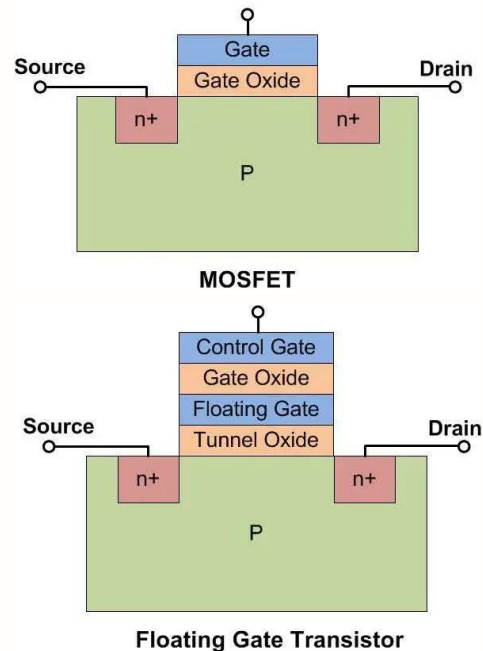 Gate
Source
Gate Oxide
Drain
n+
n+
P
MOSFET
Control Gate
Gate Oxide
Floating Gate
Source
Tunnel Oxide
Drain
n+
n+
P
Floating Gate Transistor